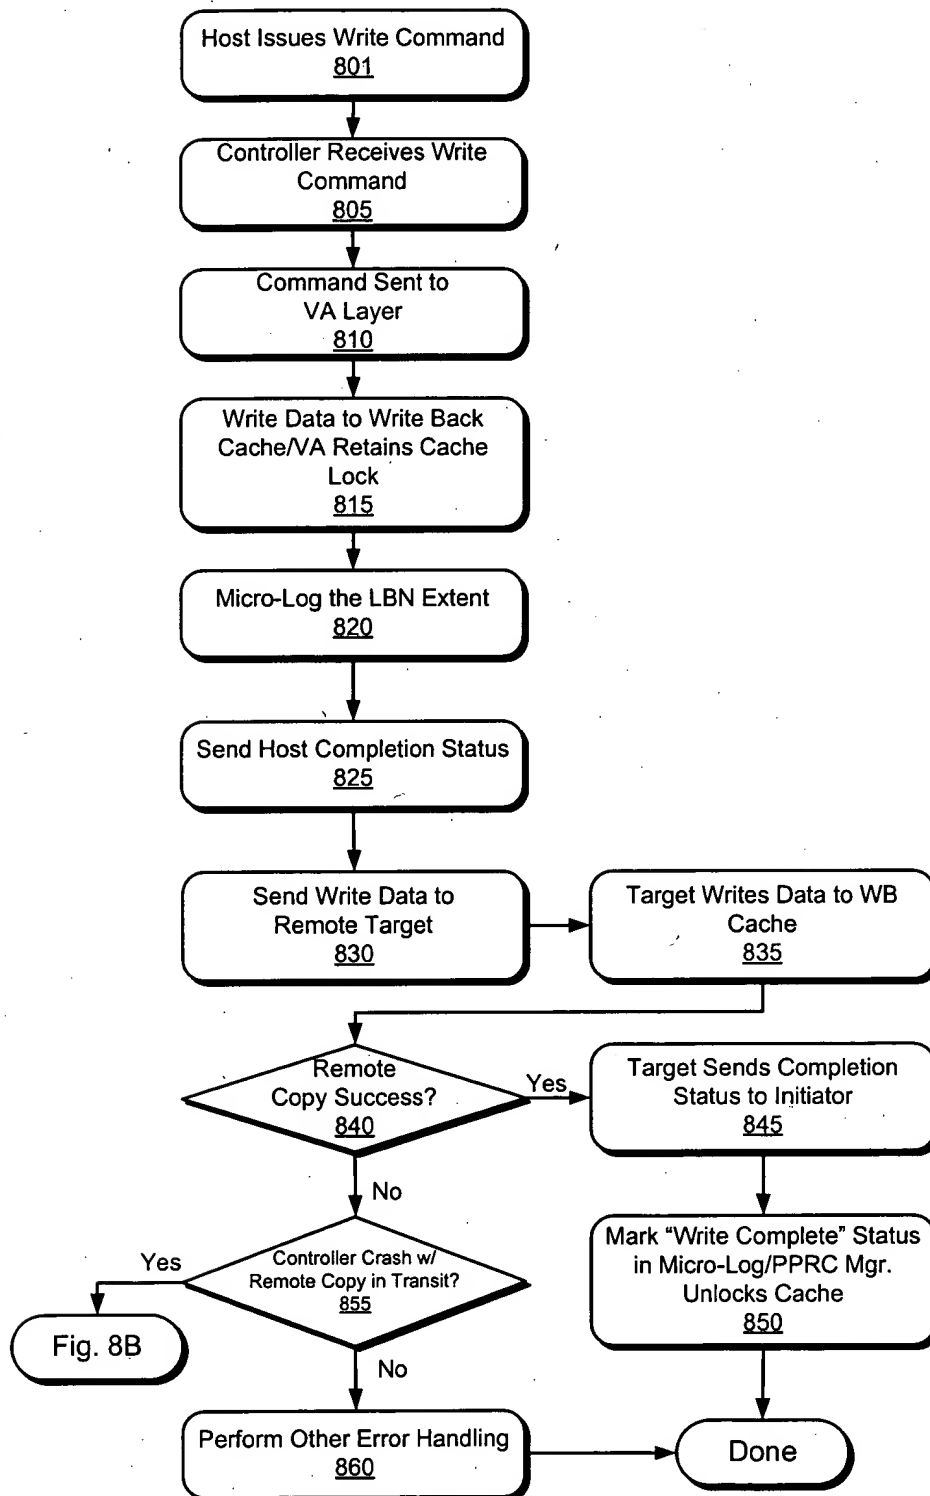 Host Issues Write Command
801
Controller Receives Write
Command
805
Command Sent to
VA Layer
810
Write Data to Write Back
Cache/VA Retains Cache
Lock
815
Micro-Log the LBN Extent
820
Send Host Completion Status
825
Send Write Data to
Remote Target
830
Target Writes Data to WB
Cache
835
Remote
Copy Success?
840
Yes
Target Sends Completion
Status to Initiator
845
No
Mark “Write Complete” Status
in Micro-Log/PPRC Mgr.
Unlocks Cache
850
Yes
Controller Crash w/
Remote Copy in Transit?
855
Fig. 8B
No
Perform Other Error Handling
860
Done